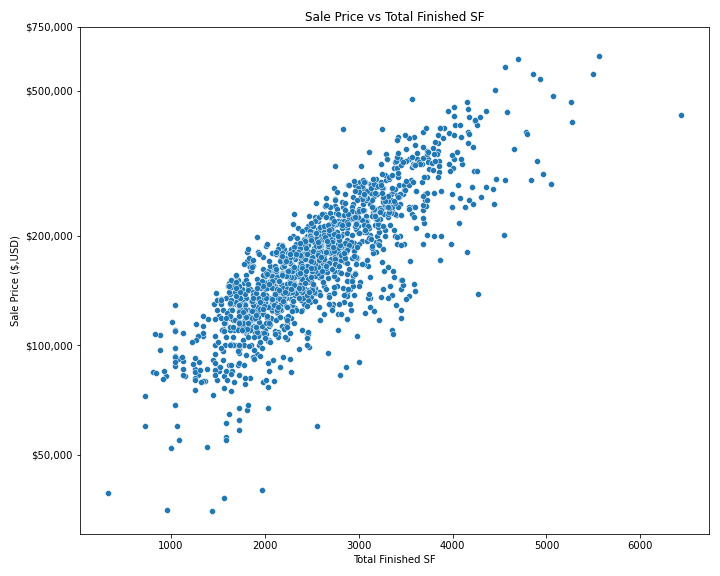 Sale Price vs Total Finished SF
$750,000
$500,000
$200,000
$100,000
$50,000
Sale Price ($,USD)
1000 2000 3000 4000 5000 6000
Total Finished SF